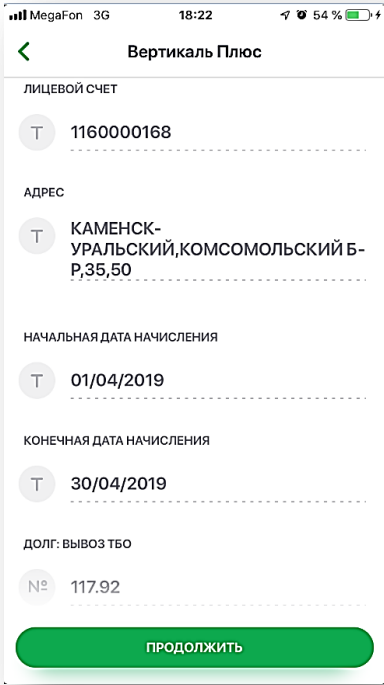 MegaFon 3G 18:22 54 %
Вертикаль Плюс
ЛИЦЕВОЙ СЧЕТ
T 1160000168
АДРЕС
T КАМЕНСК-
УРАЛЬСКИЙ,КОМСОМОЛЬСКИЙ Б-
Р,35,50
НАЧАЛЬНАЯ ДАТА НАЧИСЛЕНИЯ
T 01/04/2019
КОНЕЧНАЯ ДАТА НАЧИСЛЕНИЯ
T 30/04/2019
ДОЛГ: ВЫВОЗ ТБО
№ 117.92
ПРОДОЛЖИТЬ